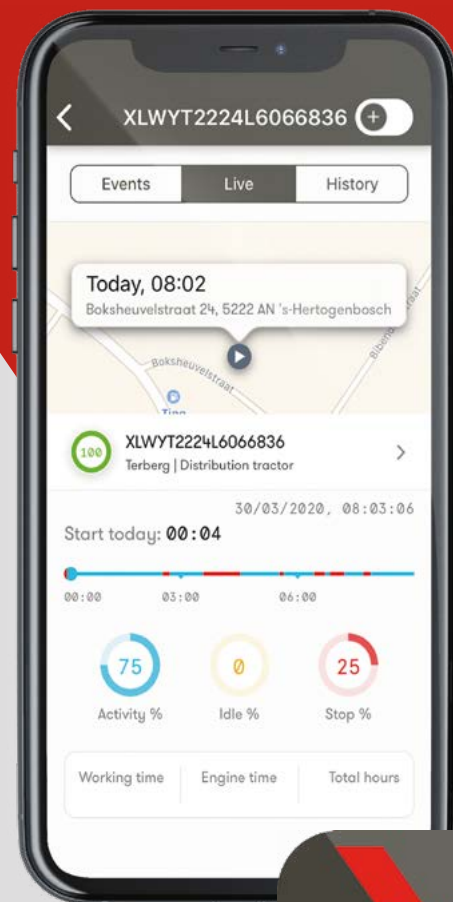 XLWYT2224L6066836
Events Live History
Today, 08:02
Boksheuvelstraat 24, 5222 AN 's-Hertogenbosch
Boksheuvelstraat
100
XLWYT2224L6066836
Terberg | Distribution tractor
30/03/2020, 08:03:06
Start today: 00:04
00:00 03:00 06:00
75 0 25
Activity % Idle % Stop %
Working time Engine time Total hours